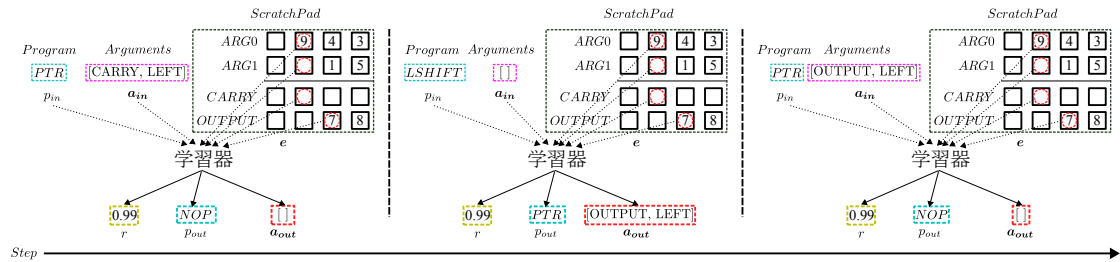 ScratchPad
Program Arguments ARG0 9 4 3
PTR [CARRY, LEFT] ARG1 1 5
p_in a_in CARRY
OUTPUT 7 8
e
学習器
0.99 NOP []
r p_out a_out
ScratchPad
Program Arguments ARG0 9 4 3
LSHIFT [] ARG1 1 5
p_in a_in CARRY
OUTPUT 7 8
e
学習器
0.99 PTR [OUTPUT, LEFT]
r p_out a_out
ScratchPad
Program Arguments ARG0 9 4 3
PTR [OUTPUT, LEFT] ARG1 1 5
p_in a_in CARRY
OUTPUT 7 8
e
学習器
0.99 NOP []
r p_out a_out
Step